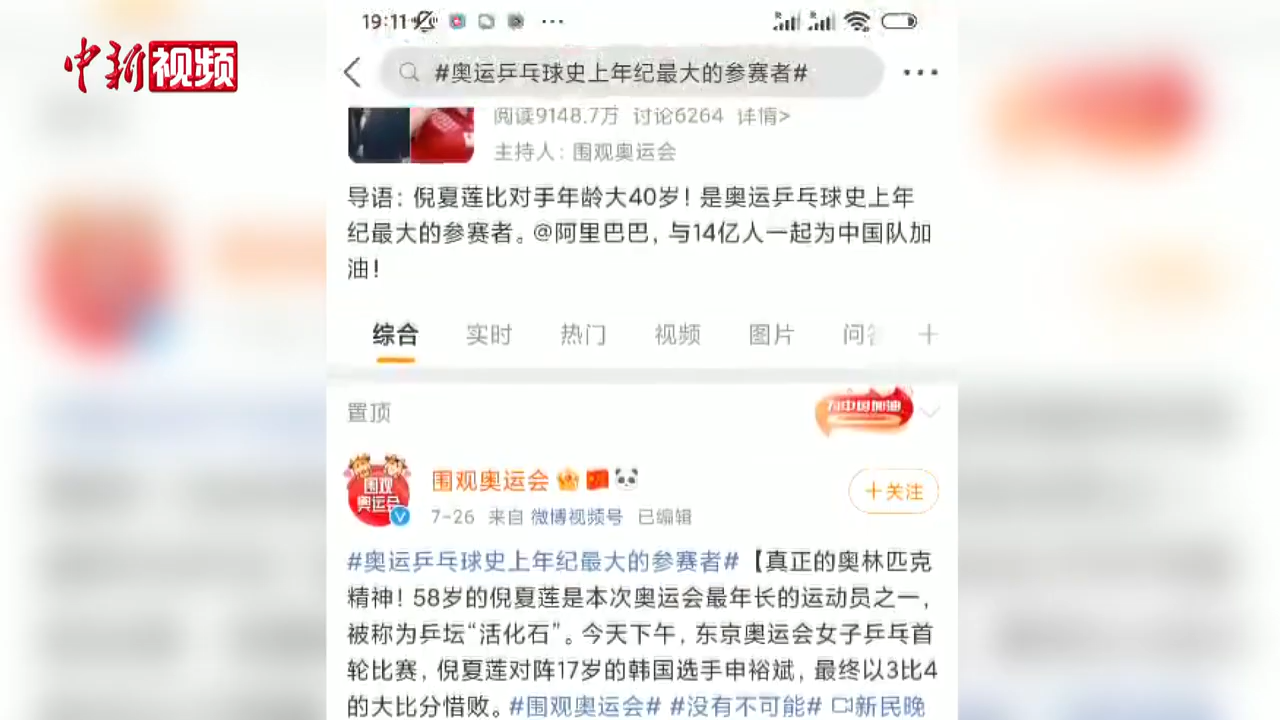 中新视频
19:11
#奥运乒乓球史上年纪最大的参赛者#
阅读9148.7万 讨论6264 详情>
主持人：围观奥运会
导语：倪夏莲比对手年龄大40岁！是奥运乒乓球史上年
纪最大的参赛者。@阿里巴巴，与14亿人一起为中国队加
油！
综合 实时 热门 视频 图片 问答
置顶
为中国加油
围观
奥运会
围观奥运会
7-26 来自 微博视频号 已编辑
+关注
#奥运乒乓球史上年纪最大的参赛者#【真正的奥林匹克
精神！58岁的倪夏莲是本次奥运会最年长的运动员之一，
被称为乒坛“活化石”。今天下午，东京奥运会女子乒乓首
轮比赛，倪夏莲对阵17岁的韩国选手申裕斌，最终以3比4
的大比分惜败。#围观奥运会# #没有不可能# 新民晚